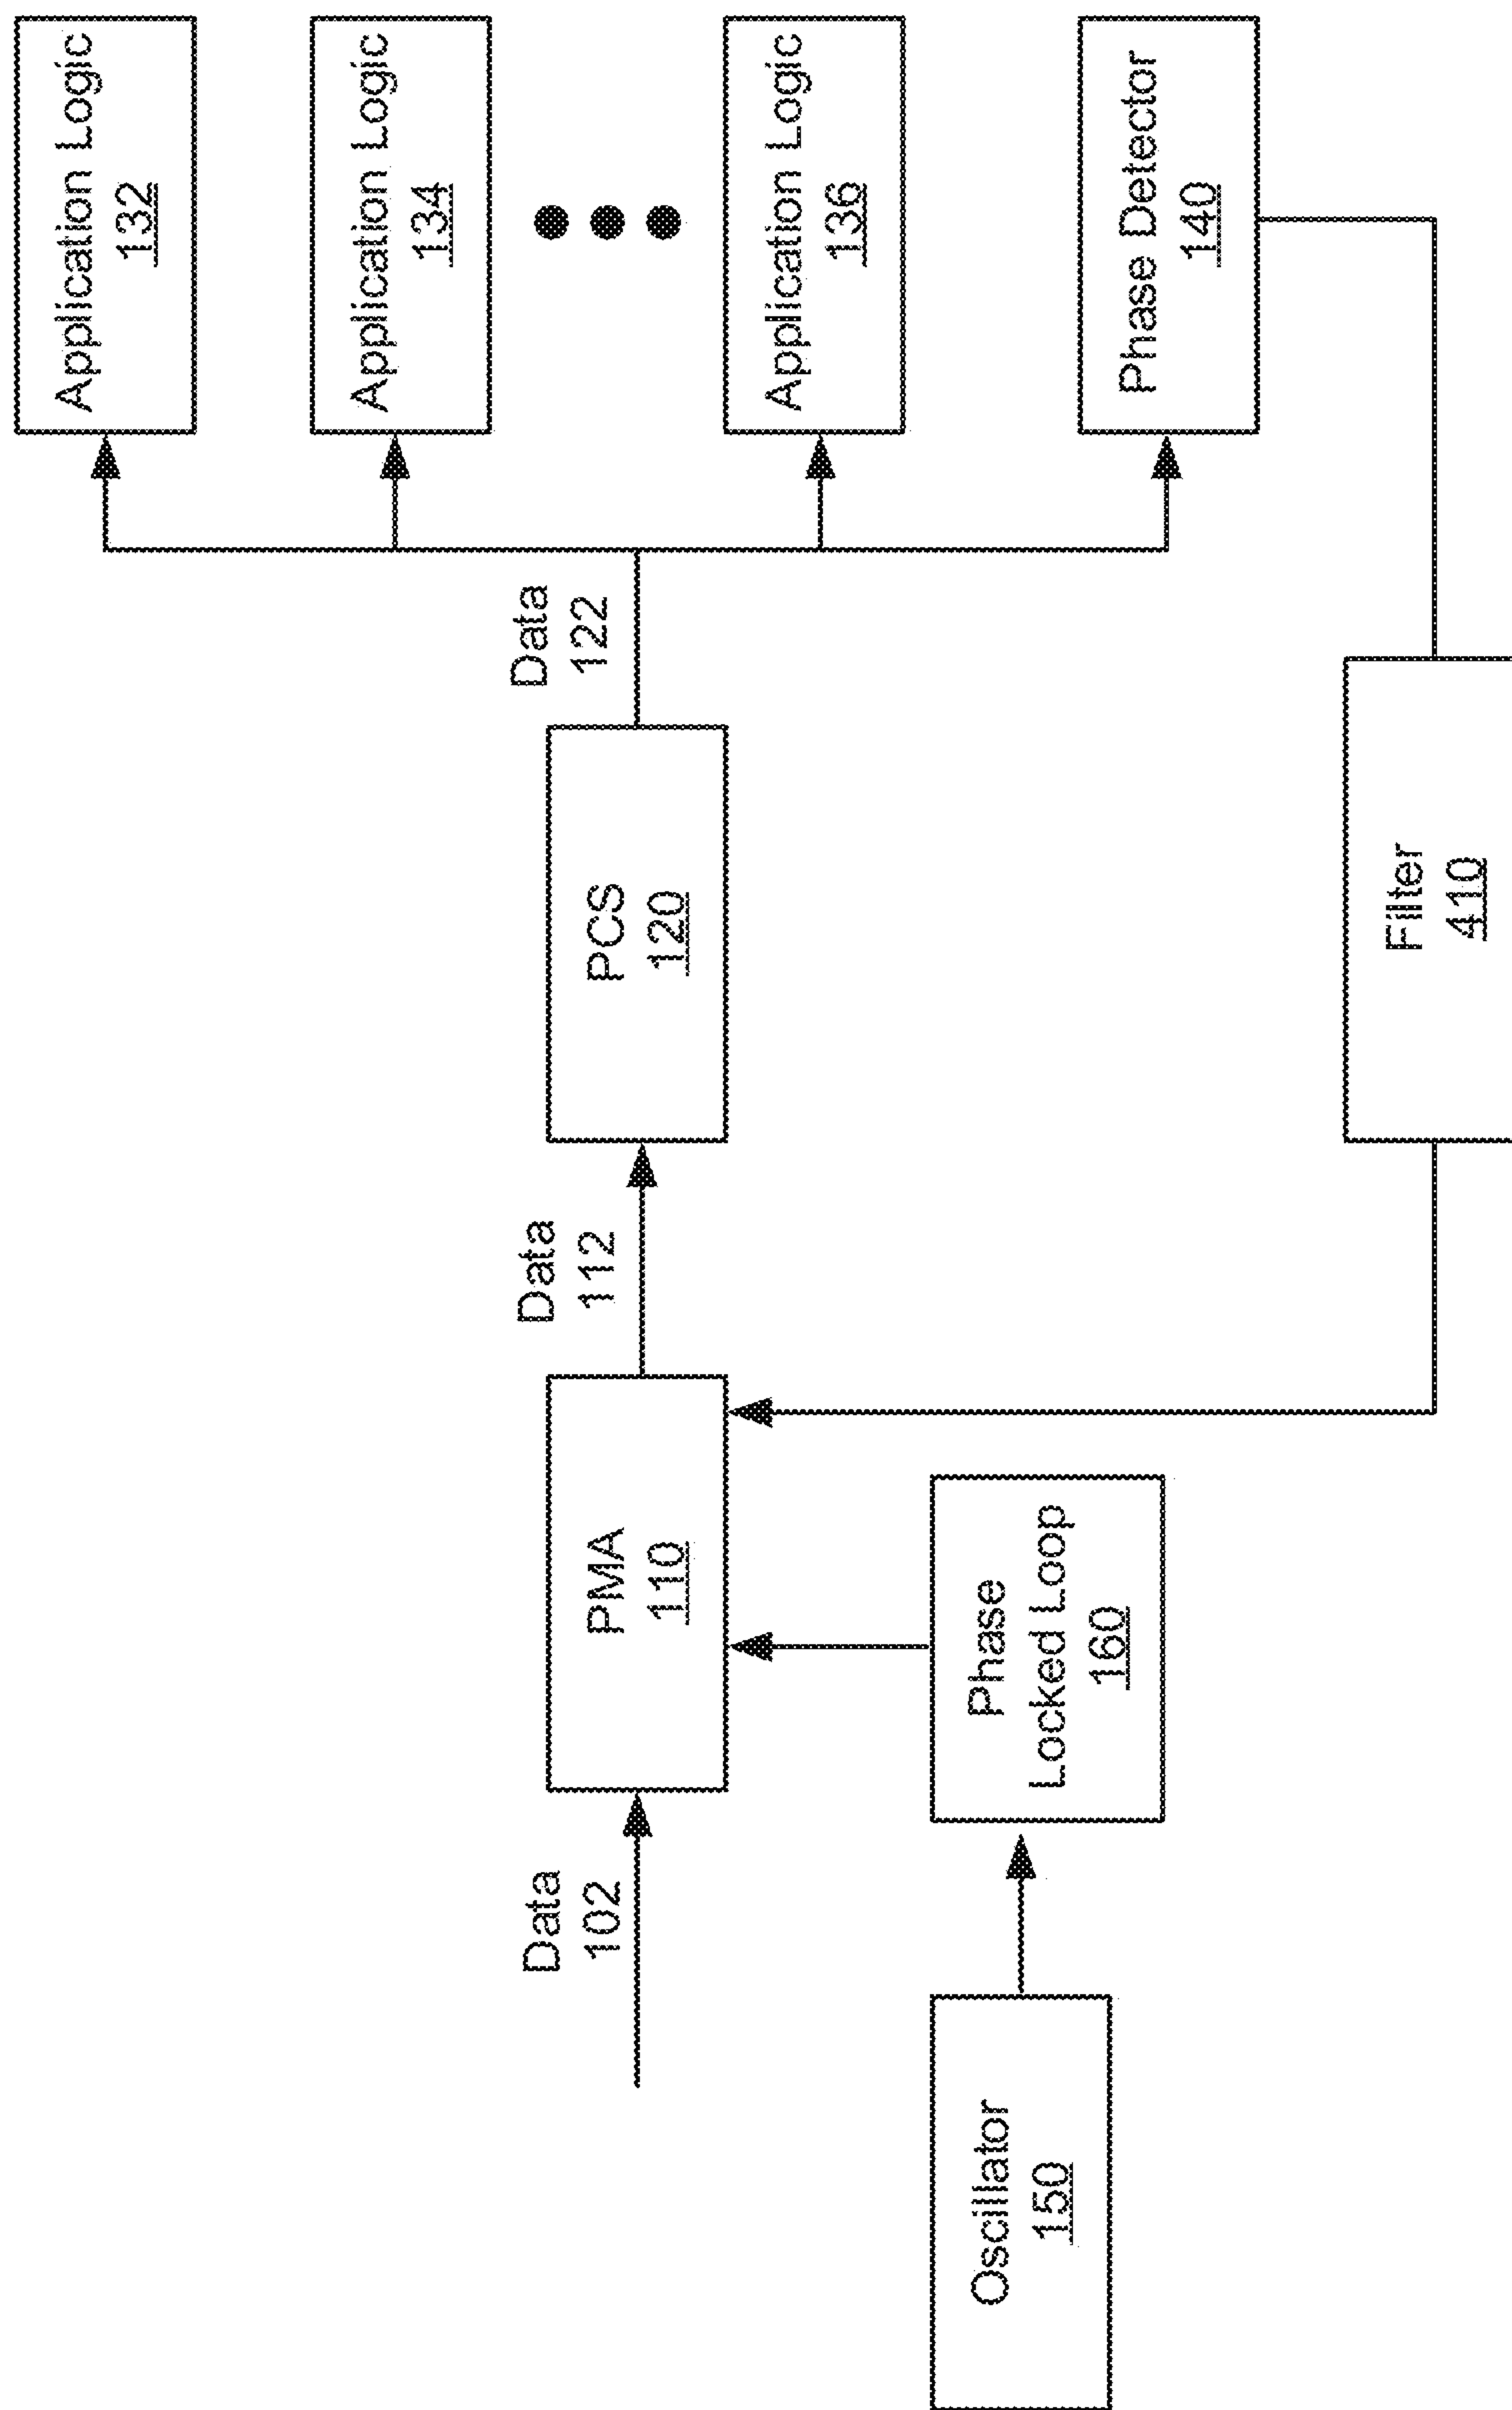 Application Logic
132
Application Logic
134
Application Logic
136
Phase Detector
140
Data
122
PCS
120
Filter
410
Data
112
PMA
110
Phase
Locked Loop
160
Data
102
Oscillator
150